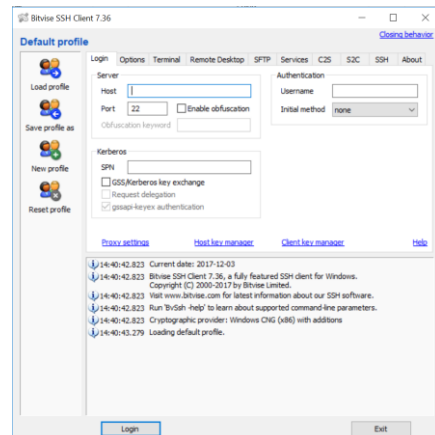 Bitvise SSH Client 7.36
Default profile
Closing behavior
Load profile
Save profile as
New profile
Reset profile
Login Options Terminal Remote Desktop SFTP Services C2S S2C SSH About
Server
Host
Port 22 Enable obfuscation
Obfuscation keyword
Kerberos
SPN
GSS/Kerberos key exchange
Request delegation
gssapi-keyex authentication
Authentication
Username
Initial method none
Proxy settings Host key manager Client key manager Help
14:40:42.823 Current date: 2017-12-03
14:40:42.823 Bitvise SSH Client 7.36, a fully featured SSH client for Windows.
Copyright (C) 2000-2017 by Bitvise Limited.
14:40:42.823 Visit www.bitvise.com for latest information about our SSH software.
14:40:42.823 Run 'BvSsh -help' to learn about supported command-line parameters.
14:40:42.823 Cryptographic provider: Windows CNG (x86) with additions
14:40:43.279 Loading default profile.
Login Exit